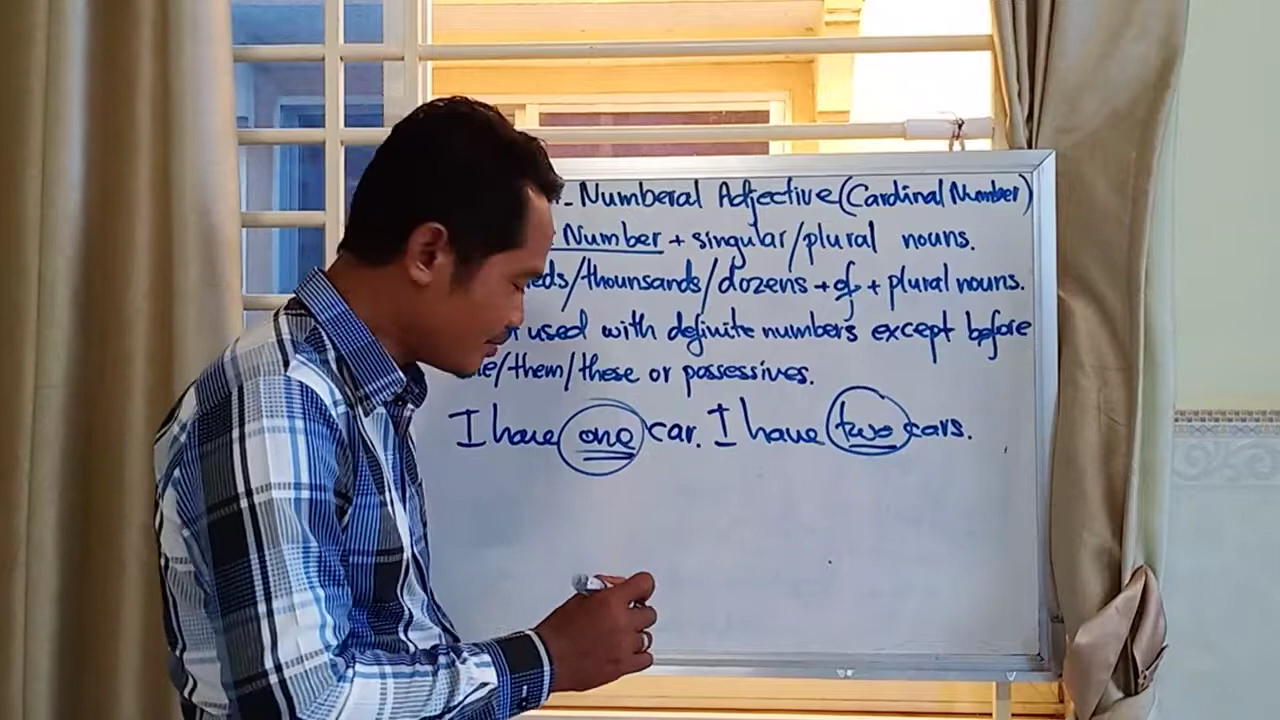 - Numberal Adjective (Cardinal Number)
Number + singular/plural nouns.
/thounsands/dozens + of + plural nouns.
used with definite numbers except before
/them/these or possessives.
I have one car. I have two cars.